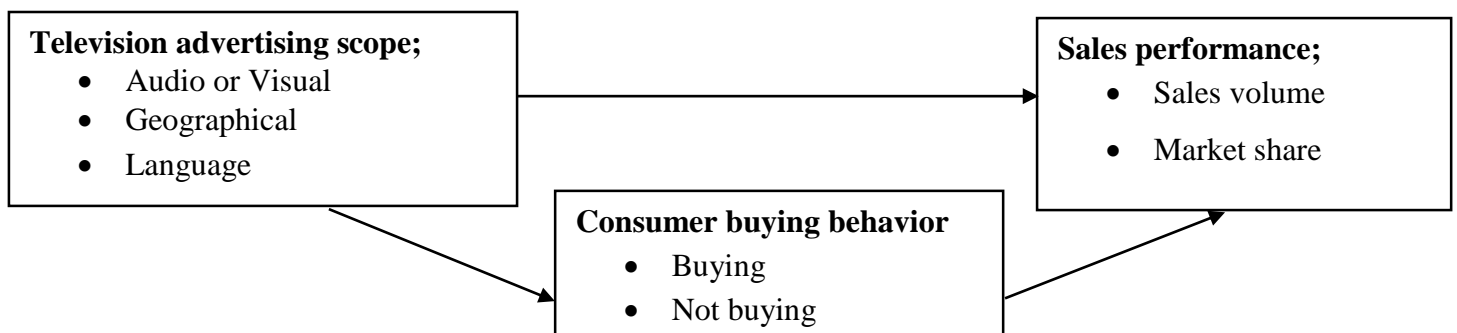 Television advertising scope;
• Audio or Visual
• Geographical
• Language
Sales performance;
• Sales volume
• Market share
Consumer buying behavior
• Buying
• Not buying